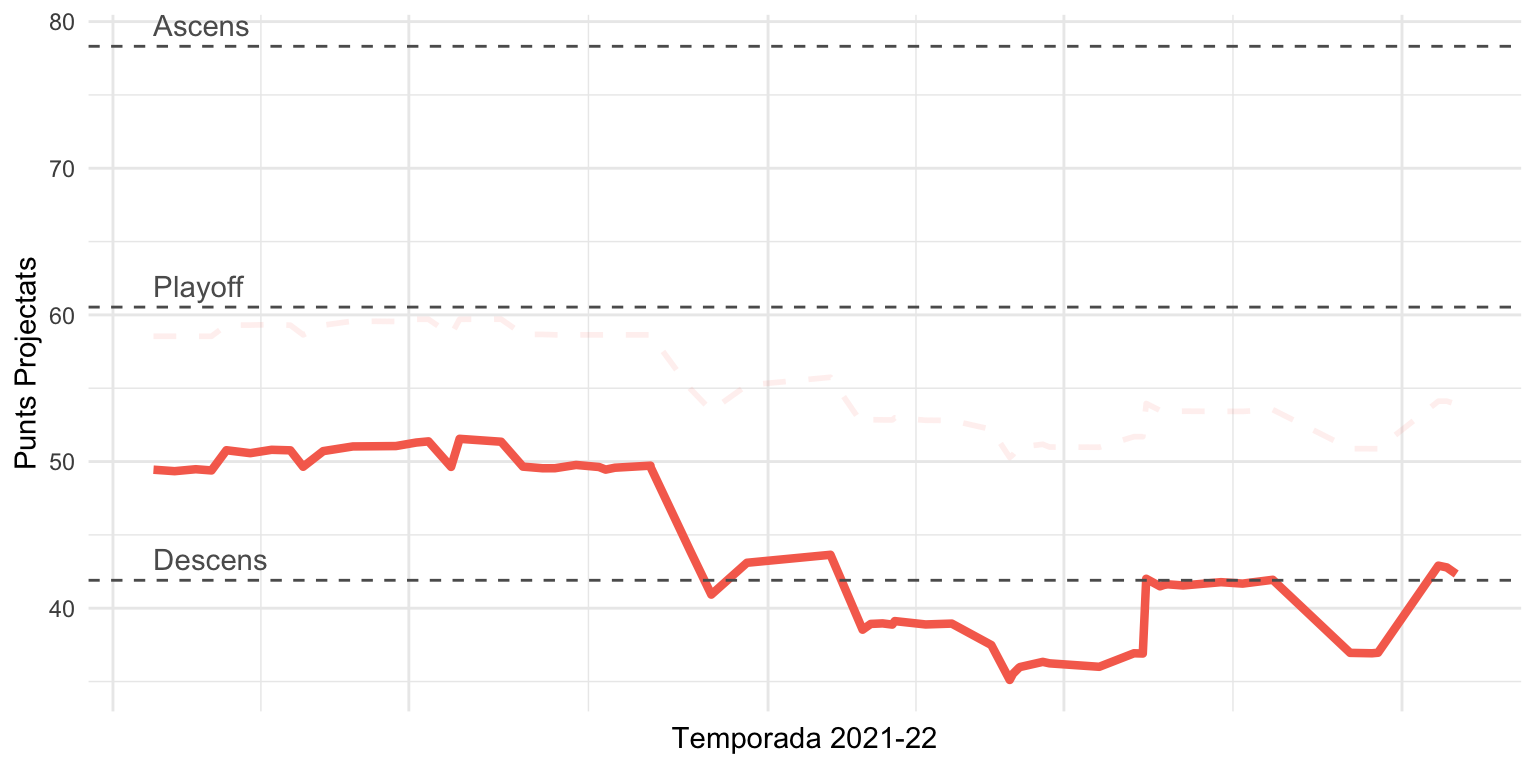 80
Ascens
70
Playoff
60
Punts Projectats
50
Descens
40
Temporada 2021-22